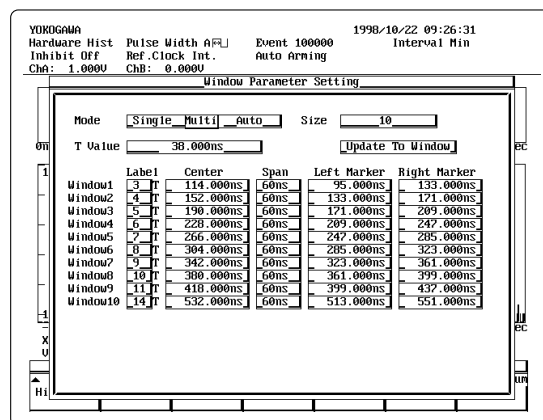 YOKOGAWA 1998/10/22 09:26:31
Hardware Hist Pulse Width A Event 100000 Interval Min
Inhibit Off Ref.Clock Int. Auto Arming
ChA: 1.000V ChB: 0.000V
Window Parameter Setting
Mode Single Multi Auto Size 10
0n T Value 38.000ns Update To Window ec
1 Label Center Span Left Marker Right Marker
Window1 3 T 114.000ns 60ns 95.000ns 133.000ns
Window2 4 T 152.000ns 60ns 133.000ns 171.000ns
Window3 5 T 190.000ns 60ns 171.000ns 209.000ns
Window4 6 T 228.000ns 60ns 209.000ns 247.000ns
Window5 7 T 266.000ns 60ns 247.000ns 285.000ns
Window6 8 T 304.000ns 60ns 285.000ns 323.000ns
Window7 9 T 342.000ns 60ns 323.000ns 361.000ns
Window8 10 T 380.000ns 60ns 361.000ns 399.000ns
Window9 11 T 418.000ns 60ns 399.000ns 437.000ns
Window10 14 T 532.000ns 60ns 513.000ns 551.000ns
1
ec
X
V
Hi um